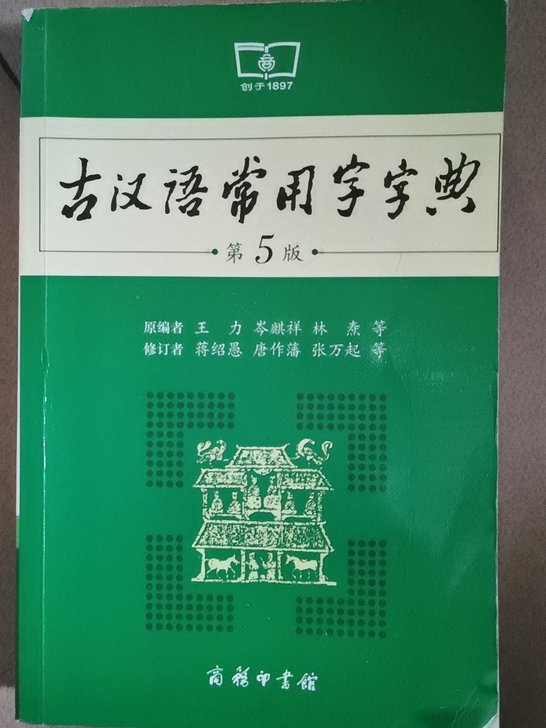 创于1897
古汉语常用字字典
第5版
原编者 王力 岑麒祥 林焘 等
修订者 蒋绍愚 唐作藩 张万起 等
商务印书馆